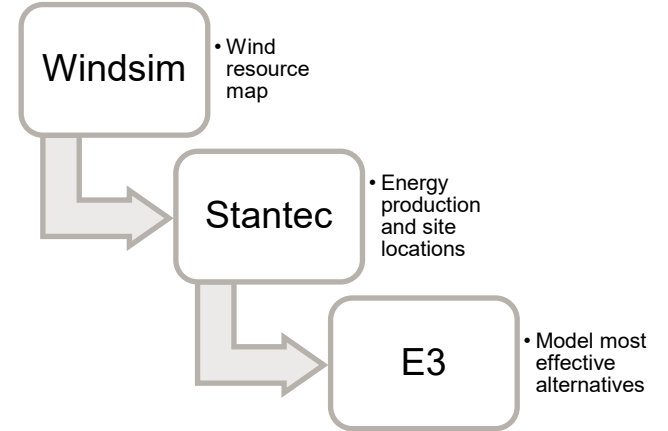 Windsim
• Wind
resource
map
Stantec
• Energy
production
and site
locations
E3
• Model most
effective
alternatives